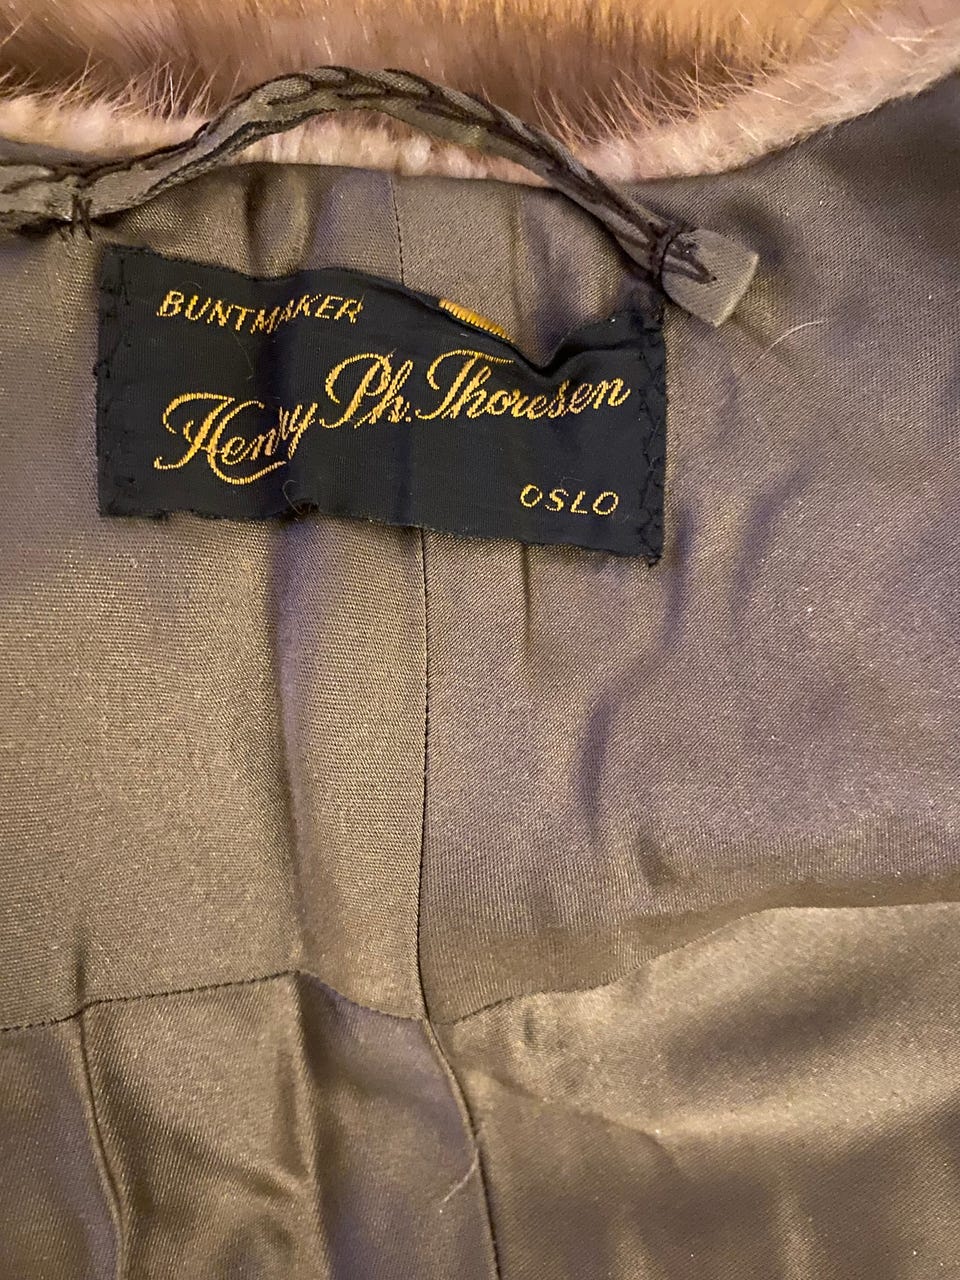 BUNTMAKER
Henry Ph. Thoresen
OSLO